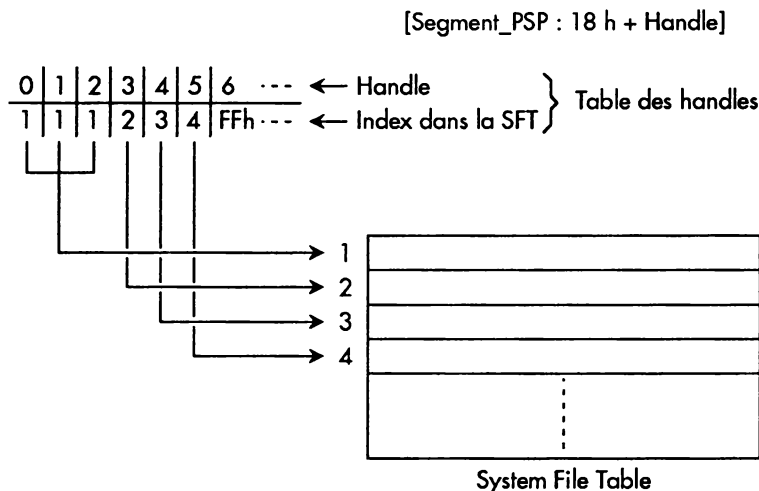 [Segment_PSP : 18 h + Handle]
0 1 2 3 4 5 6 --- Handle
1 1 1 2 3 4 FFh --- Index dans la SFT
Table des handles
1
2
3
4
System File Table